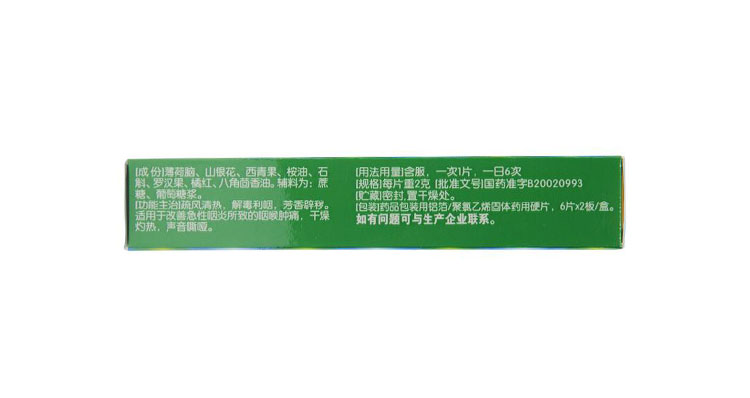 [成份]薄荷脑、山银花、西青果、桉油、石
斛、罗汉果、橘红、八角茴香油。辅料为：蔗
糖、葡萄糖浆。
[功能主治]疏风清热，解毒利咽，芳香辟秽。
适用于改善急性咽炎所致的咽喉肿痛，干燥
灼热，声音嘶哑。
[用法用量]含服，一次1片，一日6次
[规格]每片重2克 [批准文号]国药准字B20020993
[贮藏]密封,置干燥处。
[包装]药品包装用铝箔/聚氯乙烯固体药用硬片，6片x2板/盒。
如有问题可与生产企业联系。